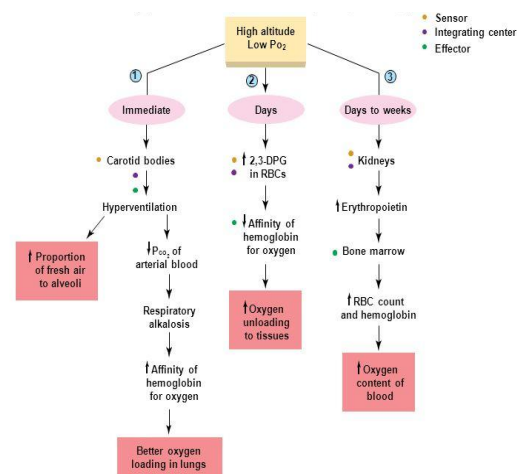 High altitude
Low Po₂
Sensor
Integrating center
Effector
1
2
3
Immediate
Days
Days to weeks
Carotid bodies
Hyperventilation
↑ Proportion
of fresh air
to alveoli
↓Pco₂ of
arterial blood
Respiratory
alkalosis
↑Affinity of
hemoglobin
for oxygen
Better oxygen
loading in lungs
↑ 2,3-DPG
in RBCs
↓ Affinity of
hemoglobin
for oxygen
↑Oxygen
unloading
to tissues
Kidneys
↑Erythropoietin
Bone marrow
↑RBC count
and hemoglobin
↑Oxygen
content of
blood